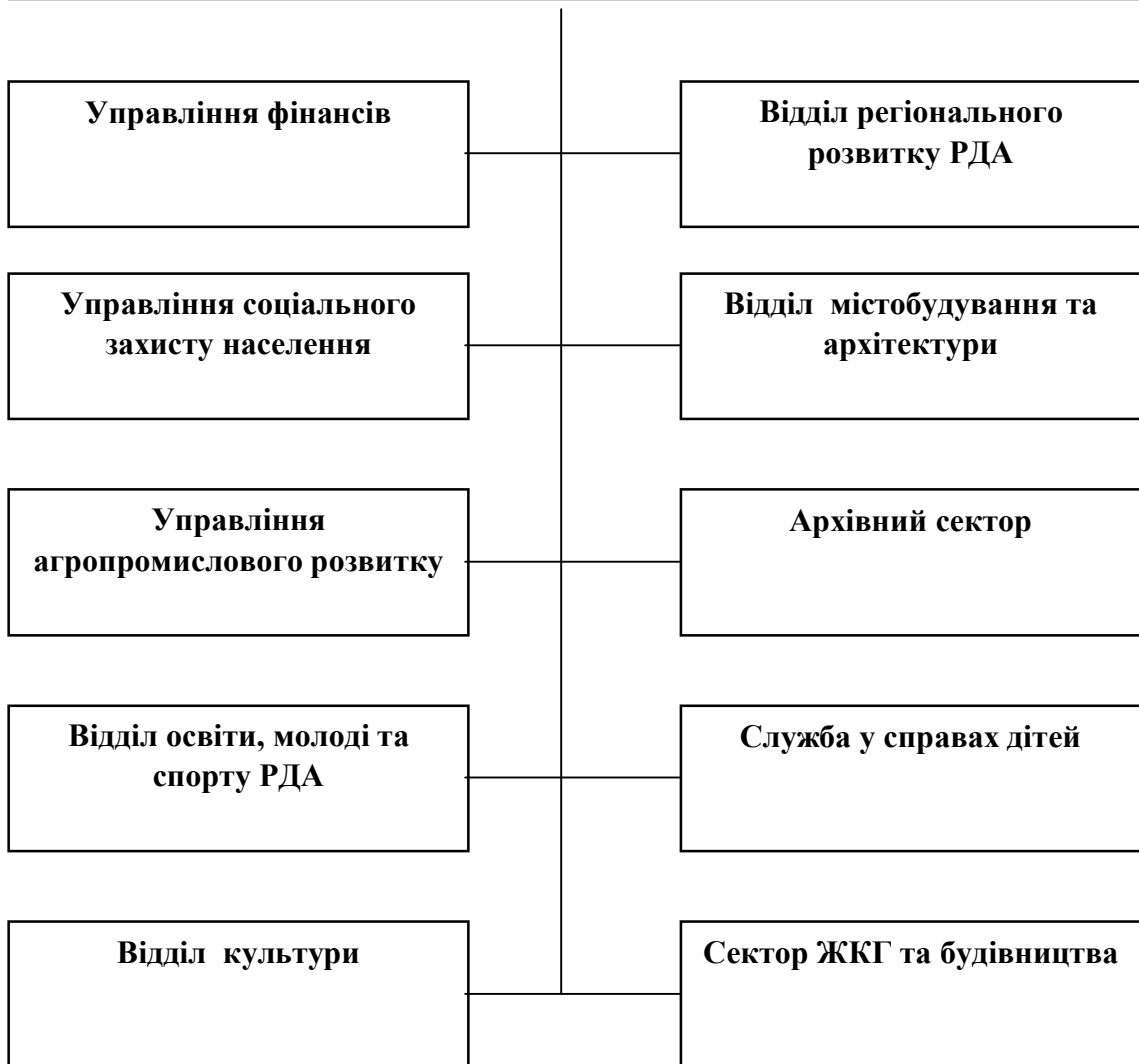 Управління фінансів
Відділ регіонального
розвитку РДА
Управління соціального
захисту населення
Відділ містобудування та
архітектури
Управління
агропромислового розвитку
Архівний сектор
Відділ освіти, молоді та
спорту РДА
Служба у справах дітей
Відділ культури
Сектор ЖКГ та будівництва